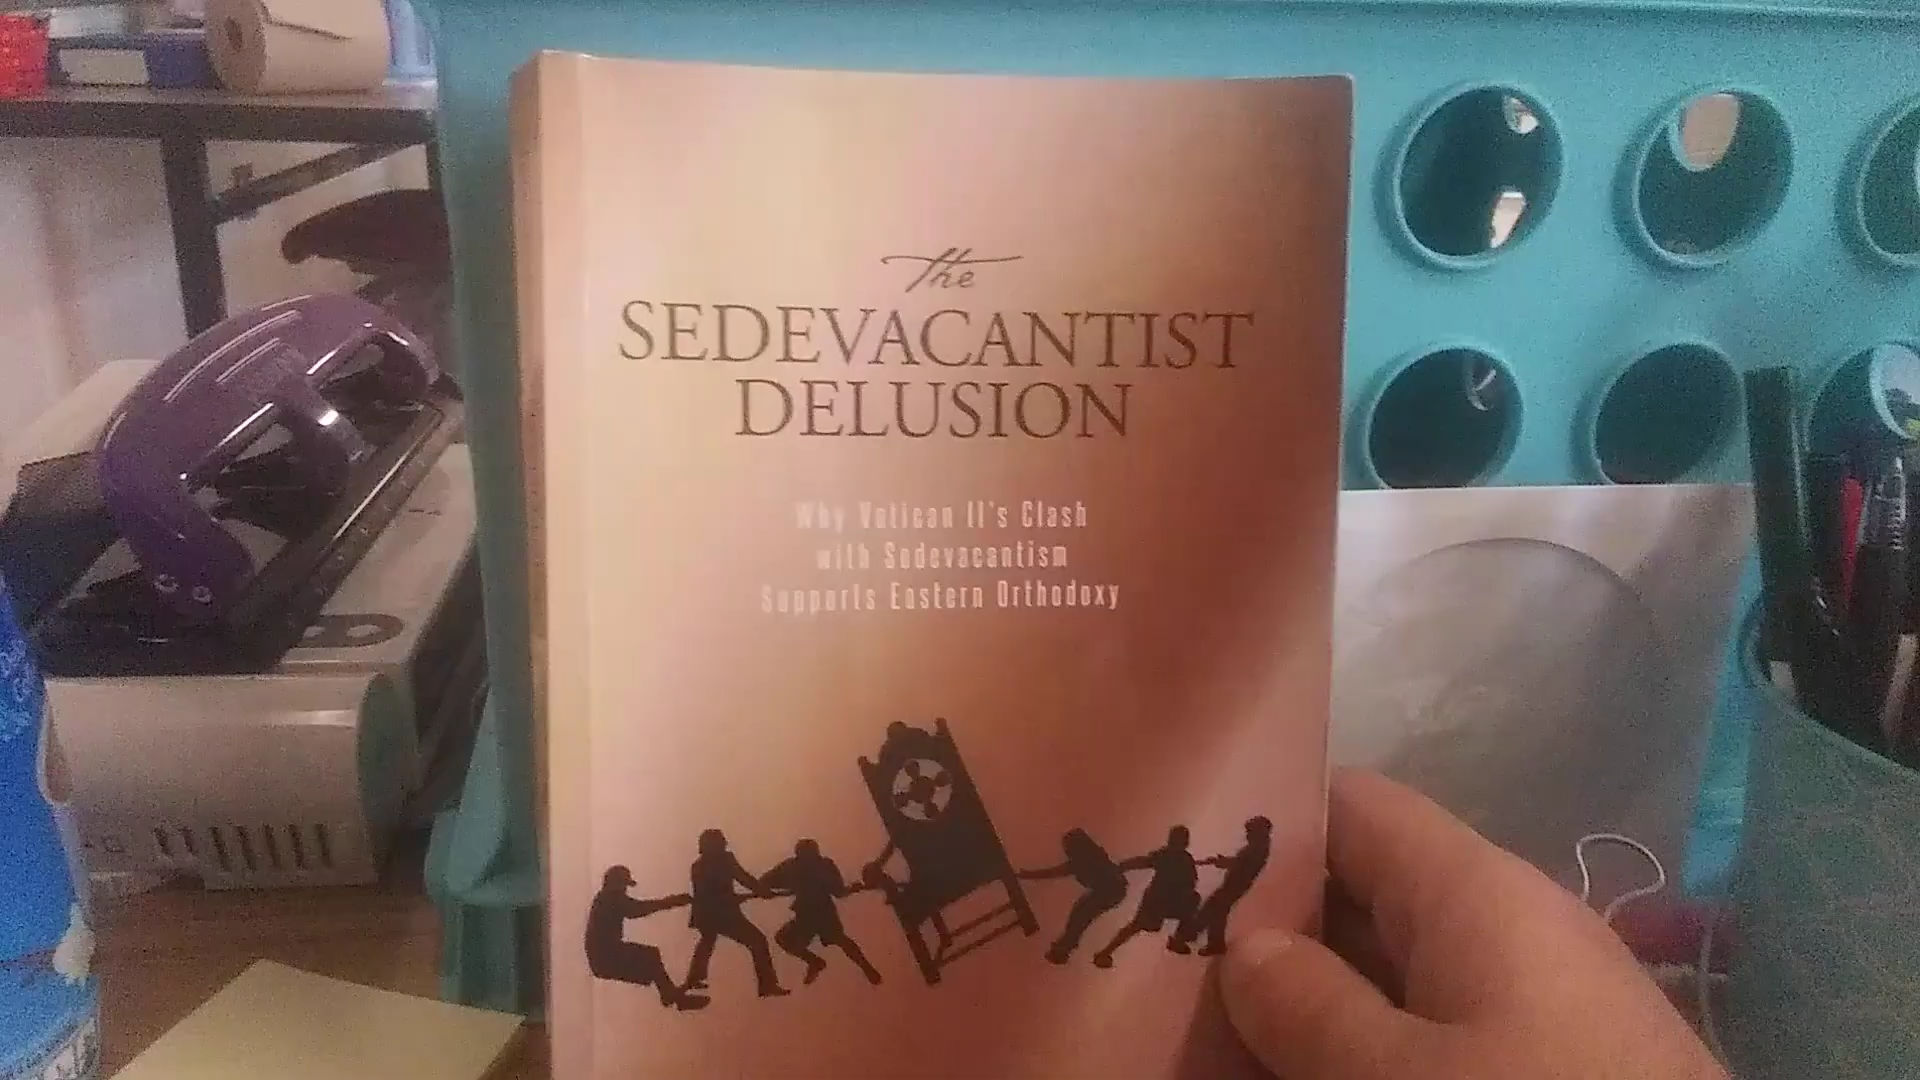 The
SEDEVACANTIST
DELUSION
Why Vatican II's Clash
with Sedevacantism
Supports Eastern Orthodoxy